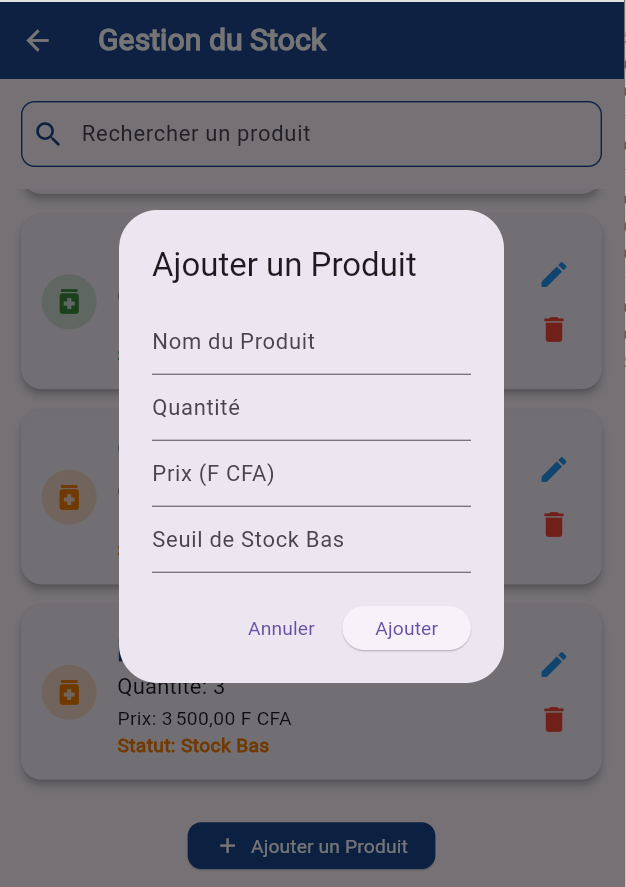 Gestion du Stock
Rechercher un produit
Ajouter un Produit
Nom du Produit
Quantité
Prix (F CFA)
Seuil de Stock Bas
Annuler
Ajouter
Quantité: 3
Prix: 3 500,00 F CFA
Statut: Stock Bas
+ Ajouter un Produit